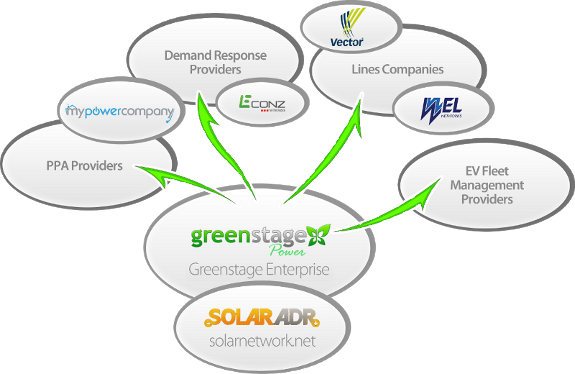 Vector
Demand Response
Providers
Lines Companies
mypowercompany
ECONZ
WEL
NETWORKS
PPA Providers
EV Fleet
Management
Providers
greenstage
Power
Greenstage Enterprise
SOLARADR
solarnetwork.net